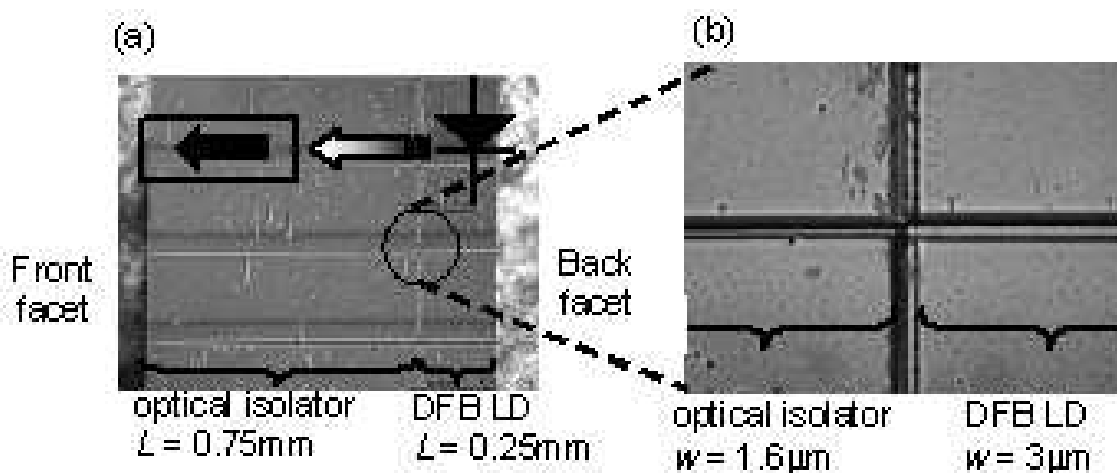 (a)
(b)
Front
facet
Back
facet
optical isolator
L = 0.75mm
DFB LD
L = 0.25mm
optical isolator
w = 1.6µm
DFB LD
w = 3µm